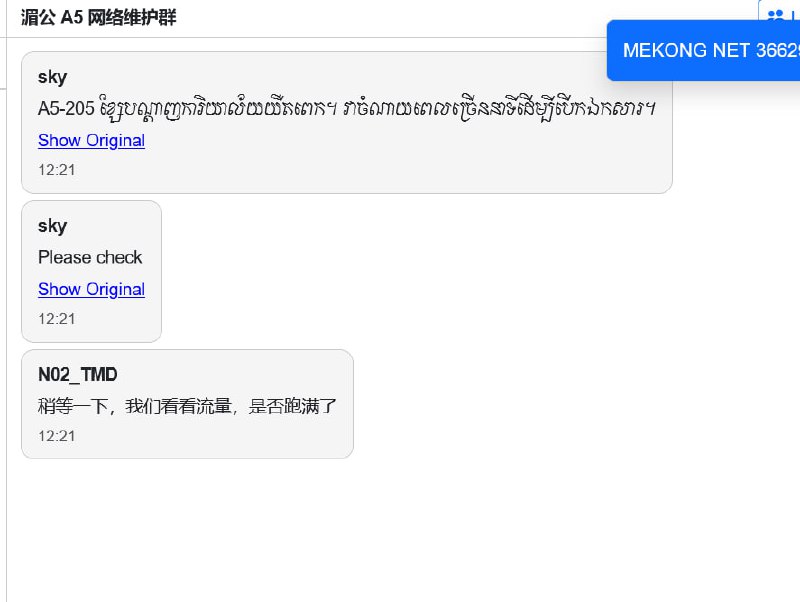 湄公 A5 网络维护群
MEKONG NET 3662
sky
A5-205 ខ្សែបណ្តាញការិយាល័យយឺតពេក។ វាចំណាយពេលច្រើននាទីដើម្បីបើកឯកសារ។
Show Original
12:21
sky
Please check
Show Original
12:21
N02_TMD
稍等一下，我们看看流量，是否跑满了
12:21